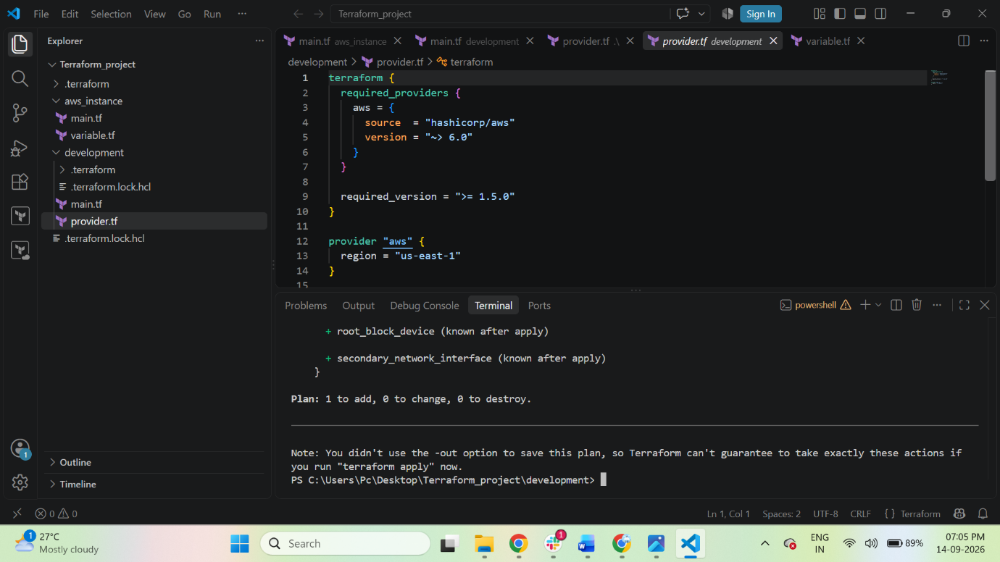 File Edit Selection View Go Run ...
Terraform_project
Sign In
Explorer
Terraform_project
.terraform
aws_instance
main.tf
variable.tf
development
.terraform
.terraform.lock.hcl
main.tf
provider.tf
.terraform.lock.hcl
Outline
Timeline
1
main.tf aws_instance
main.tf development
provider.tf .\
provider.tf development
variable.tf
development > provider.tf > terraform
1 terraform {
2 required_providers {
3 aws = {
4 source = "hashicorp/aws"
5 version = "~> 6.0"
6 }
7 }
8
9 required_version = ">= 1.5.0"
10 }
11
12 provider "aws" {
13 region = "us-east-1"
14 }
15
Problems Output Debug Console Terminal Ports
powershell
+ root_block_device (known after apply)
+ secondary_network_interface (known after apply)
}
Plan: 1 to add, 0 to change, 0 to destroy.
Note: You didn't use the -out option to save this plan, so Terraform can't guarantee to take exactly these actions if
you run "terraform apply" now.
PS C:\Users\Pc\Desktop\Terraform_project\development>
0 0
Ln 1, Col 1 Spaces: 2 UTF-8 CRLF { } Terraform
1
27°C
Mostly cloudy
Search
1
ENG
IN
89%
07:05 PM
14-09-2026